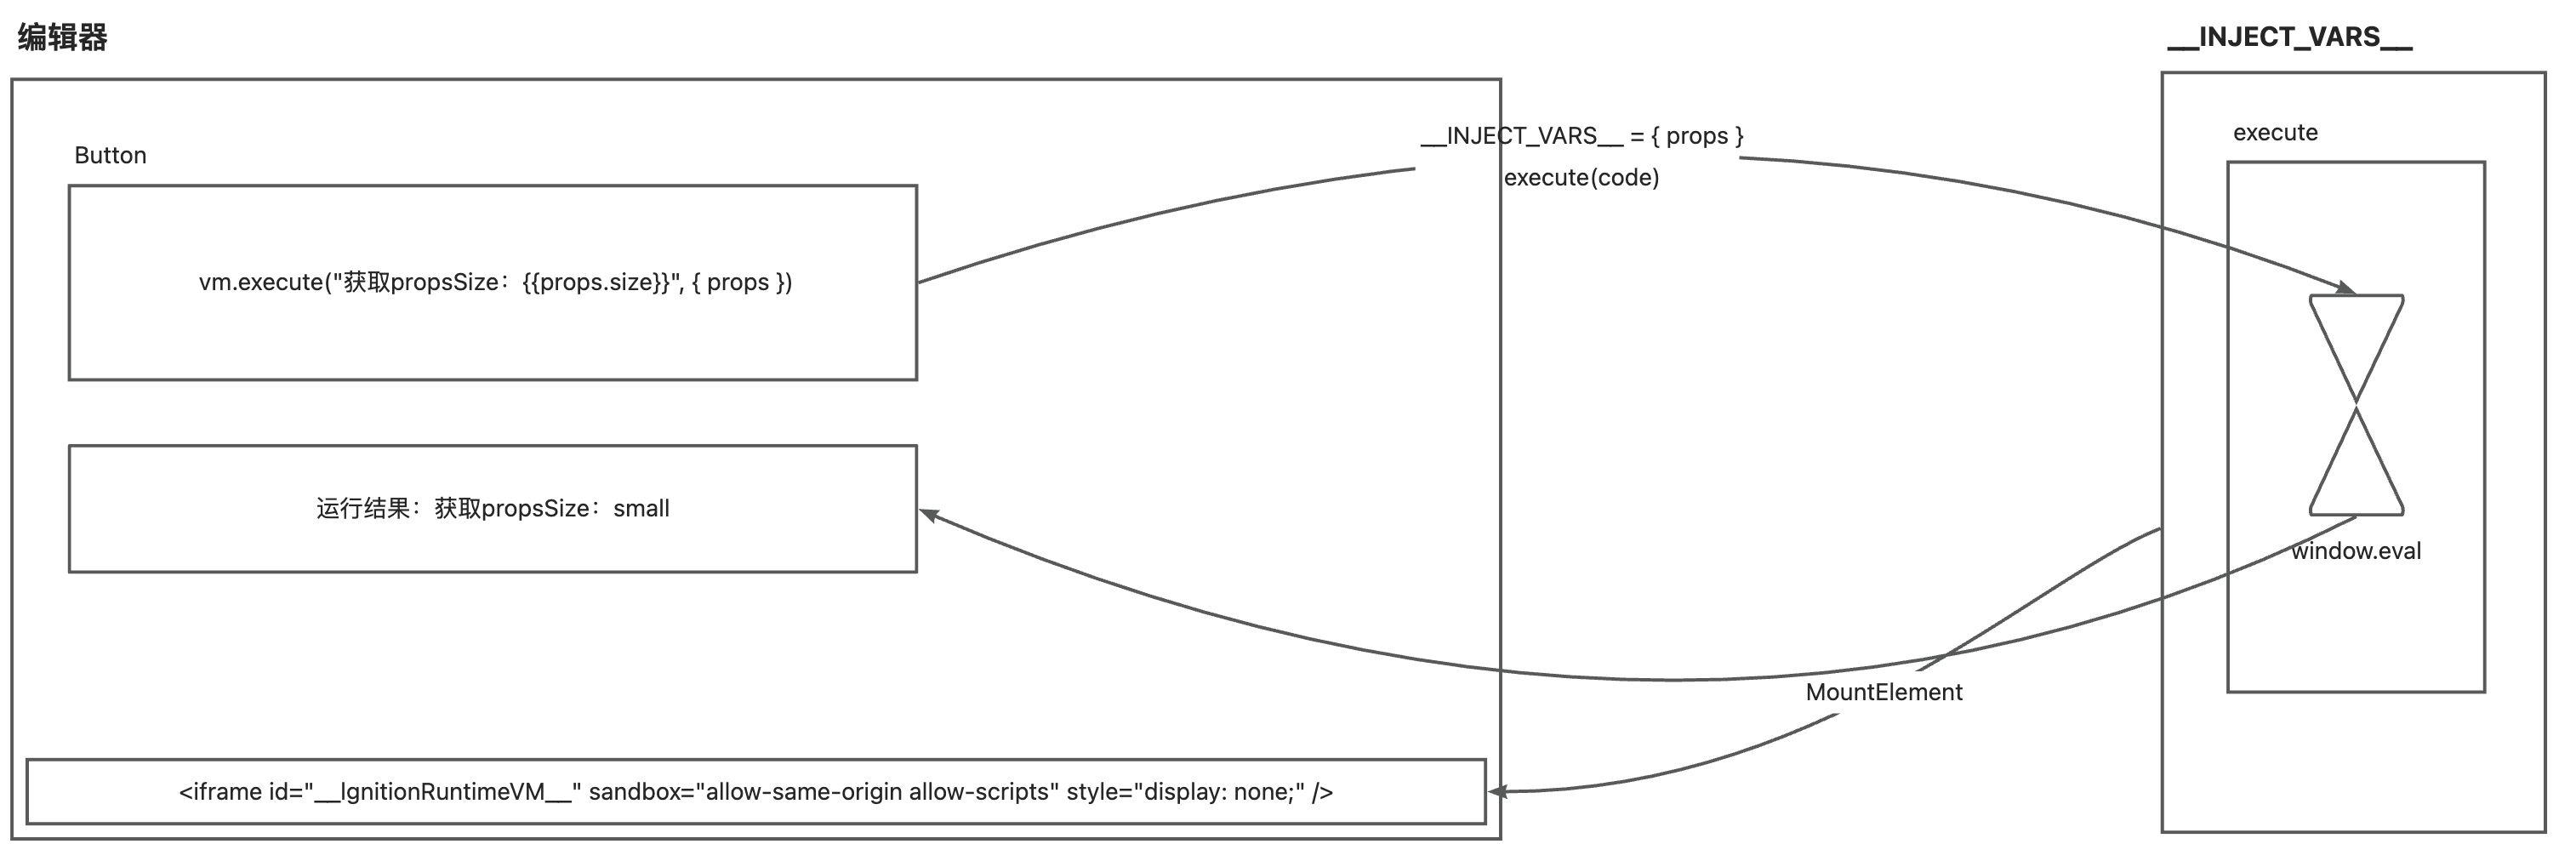 编辑器
__INJECT_VARS__
Button
vm.execute("获取propsSize：{{props.size}}", { props })
__INJECT_VARS__ = { props }
execute(code)
execute
window.eval
运行结果：获取propsSize：small
MountElement
<iframe id="__IgnitionRuntimeVM__" sandbox="allow-same-origin allow-scripts" style="display: none;" />